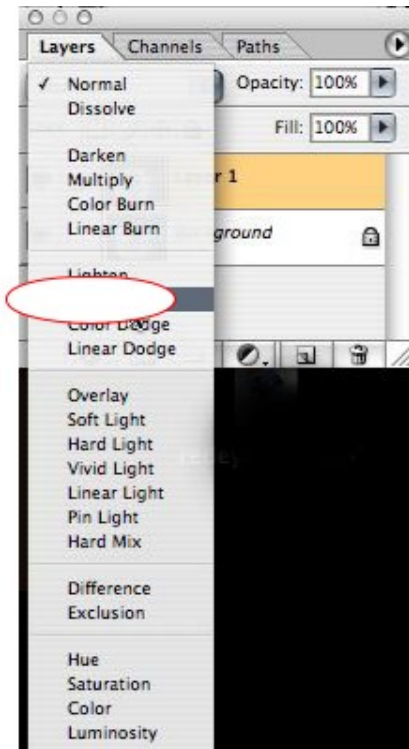 Layers Channels Paths
✓ Normal Opacity: 100%
Dissolve
Fill: 100%
Darken
Multiply r 1
Color Burn
Linear Burn ground
Lighten
Color Dodge
Linear Dodge
Overlay
Soft Light
Hard Light
Vivid Light
Linear Light
Pin Light
Hard Mix
Difference
Exclusion
Hue
Saturation
Color
Luminosity